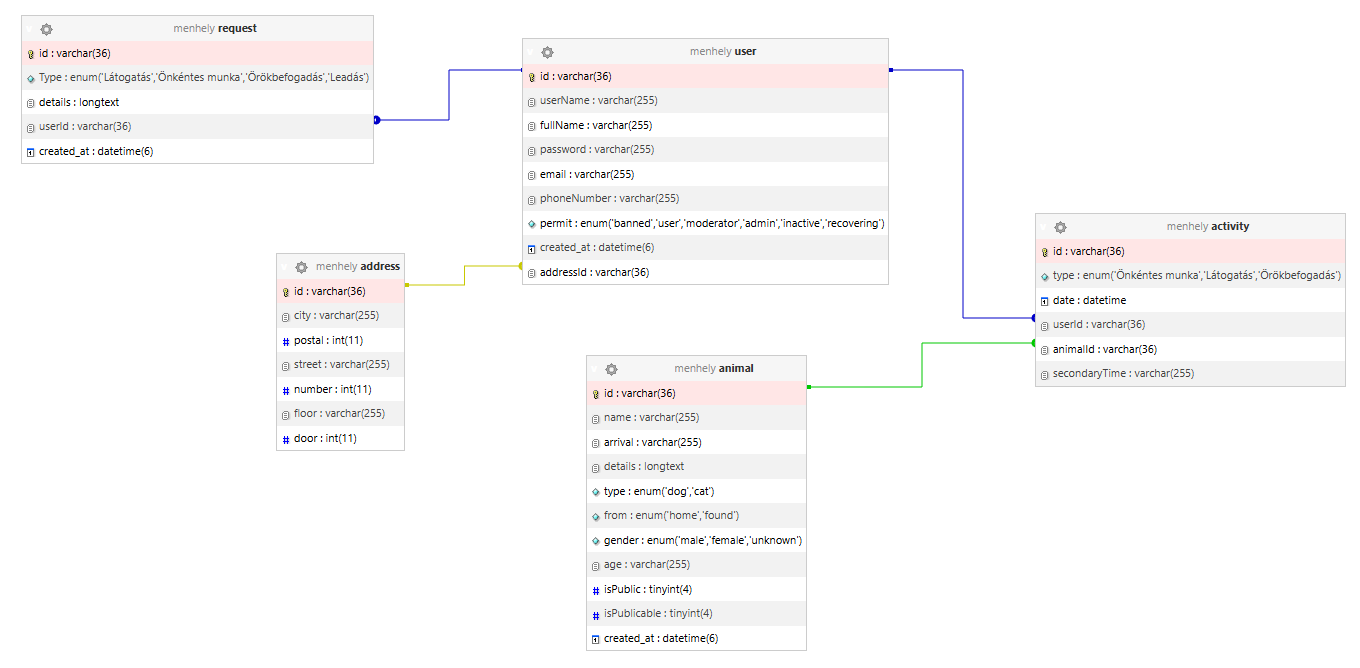 menhely request
id : varchar(36)
Type : enum('Látogatás','Önkéntes munka','Örökbefogadás','Leadás')
details : longtext
userId : varchar(36)
created_at : datetime(6)
menhely user
id : varchar(36)
userName : varchar(255)
fullName : varchar(255)
password : varchar(255)
email : varchar(255)
phoneNumber : varchar(255)
permit : enum('banned','user','moderator','admin','inactive','recovering')
created_at : datetime(6)
addressId : varchar(36)
menhely activity
id : varchar(36)
type : enum('Önkéntes munka','Látogatás','Örökbefogadás')
date : datetime
userId : varchar(36)
animalId : varchar(36)
secondaryTime : varchar(255)
menhely address
id : varchar(36)
city : varchar(255)
postal : int(11)
street : varchar(255)
number : int(11)
floor : varchar(255)
door : int(11)
menhely animal
id : varchar(36)
name : varchar(255)
arrival : varchar(255)
details : longtext
type : enum('dog','cat')
from : enum('home','found')
gender : enum('male','female','unknown')
age : varchar(255)
isPublic : tinyint(4)
isPublicable : tinyint(4)
created_at : datetime(6)